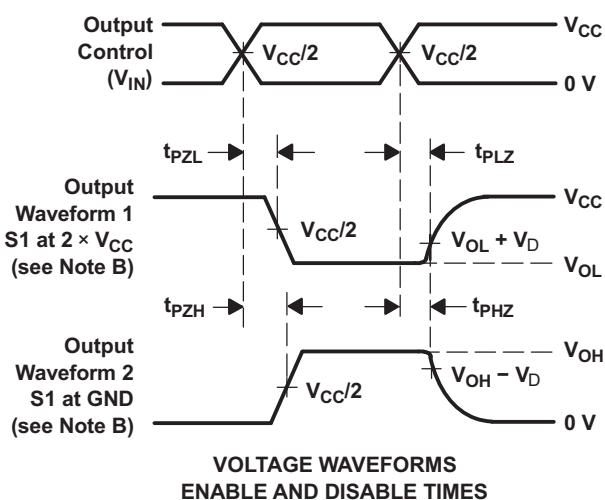 Output
Control
(VIN)
VCC/2
VCC/2
VCC
0 V
tPZL
tPLZ
Output
Waveform 1
S1 at 2 × VCC
(see Note B)
VCC/2
VCC
VOL + VD
VOL
tPZH
tPHZ
Output
Waveform 2
S1 at GND
(see Note B)
VCC/2
VOH
VOH − VD
0 V
VOLTAGE WAVEFORMS
ENABLE AND DISABLE TIMES